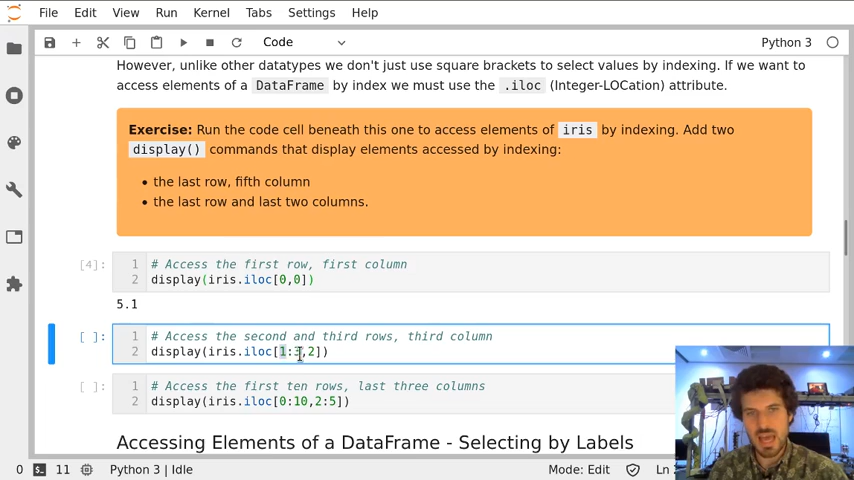 File Edit View Run Kernel Tabs Settings Help
Code Python 3
However, unlike other datatypes we don't just use square brackets to select values by indexing. If we want to
access elements of a DataFrame by index we must use the .iloc (Integer-LOCation) attribute.
Exercise: Run the code cell beneath this one to access elements of iris by indexing. Add two
display() commands that display elements accessed by indexing:
• the last row, fifth column
• the last row and last two columns.
[4]: 1 # Access the first row, first column
2 display(iris.iloc[0,0])
5.1
[ ]: 1 # Access the second and third rows, third column
2 display(iris.iloc[1:3,2])
[ ]: 1 # Access the first ten rows, last three columns
2 display(iris.iloc[0:10,2:5])
Accessing Elements of a DataFrame - Selecting by Labels
0 11 Python 3 | Idle Mode: Edit